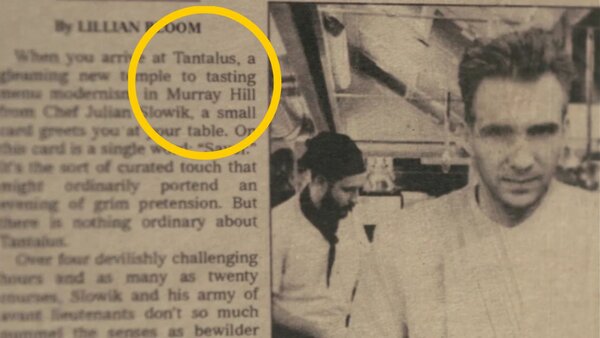 By LILLIAN BLOOM
When you arrive at Tantalus, a
gleaming new temple to tasting
menu modernism in Murray Hill
from Chef Julian Slowik, a small
card greets you at your table. On
this card is a single word: "Savor."
It's the sort of curated touch that
might ordinarily portend an
evening of grim pretension. But
there is nothing ordinary about
Tantalus.
Over four devilishly challenging
hours and as many as twenty
courses, Slowik and his army of
savant lieutenants don't so much
pummel the senses as bewilder